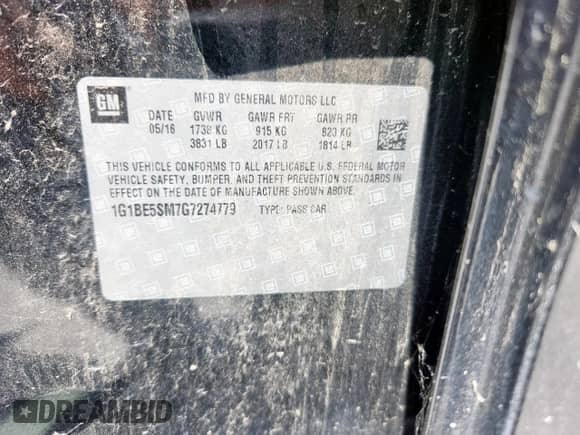 GM
MFD BY GENERAL MOTORS LLC
DATE GVWR GAWR FRT GAWR RR
05/16 1738 KG 915 KG 823 KG
3831 LB 2017 LB 1814 LB
THIS VEHICLE CONFORMS TO ALL APPLICABLE U.S. FEDERAL MOTOR
VEHICLE SAFETY, BUMPER, AND THEFT PREVENTION STANDARDS
IN EFFECT ON THE DATE OF MANUFACTURE SHOWN ABOVE.
1G1BE5SM7G7274779 TYPE: PASS CAR
DREAMBID